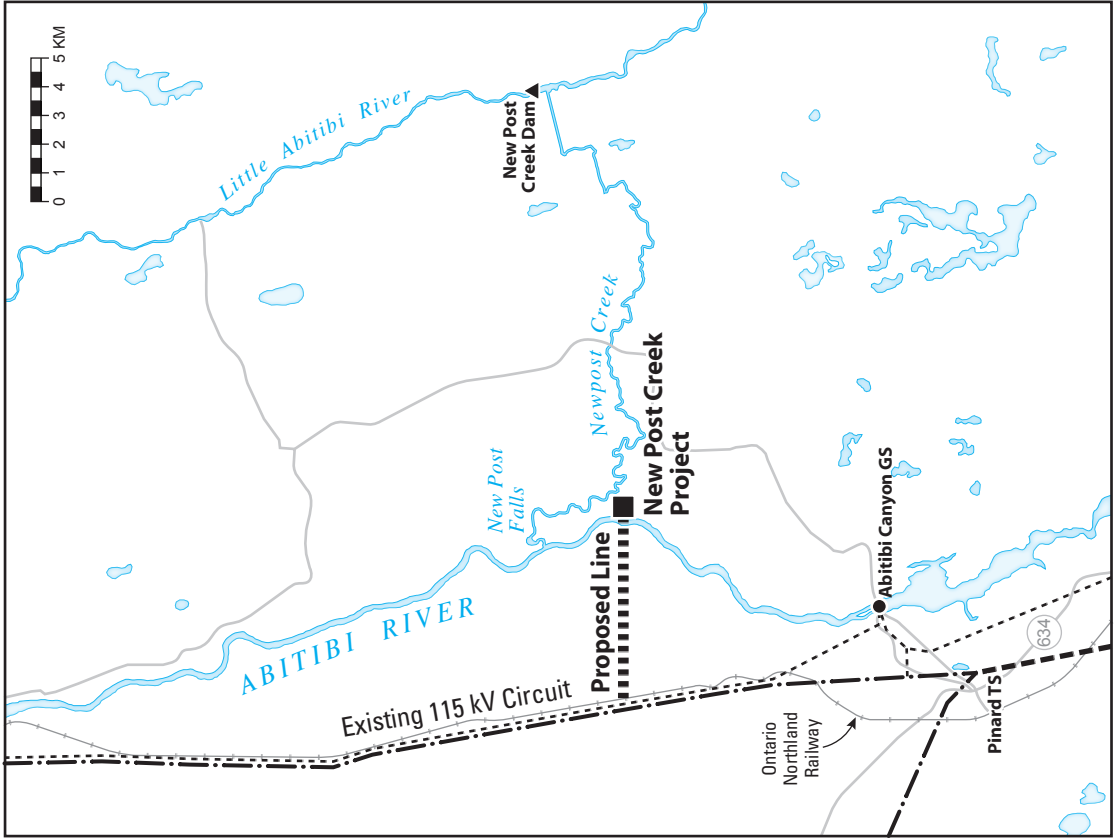 5 KM
4
3
2
1
0
Little Abitibi River
New Post
Creek Dam
Newpost Creek
New Post
Falls
New Post Creek
Project
Proposed Line
ABITIBI RIVER
Existing 115 kV Circuit
Abitibi Canyon GS
634
Ontario
Northland
Railway
Pinard TS